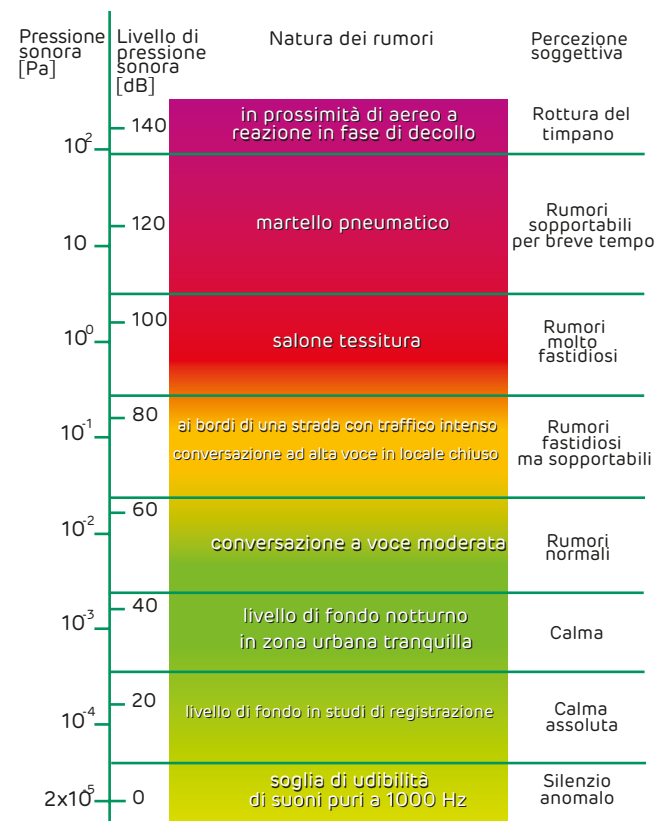 Pressione sonora [Pa]
Livello di pressione sonora [dB]
Natura dei rumori
Percezione soggettiva
140
in prossimità di aereo a
reazione in fase di decollo
Rottura del
timpano
10²
120
martello pneumatico
Rumori
sopportabili
per breve tempo
10
100
salone tessitura
Rumori
molto
fastidiosi
10⁰
80
ai bordi di una strada con traffico intenso
conversazione ad alta voce in locale chiuso
Rumori
fastidiosi
ma sopportabili
10⁻¹
60
conversazione a voce moderata
Rumori
normali
10⁻²
40
livello di fondo notturno
in zona urbana tranquilla
Calma
10⁻³
20
livello di fondo in studi di registrazione
Calma
assoluta
10⁻⁴
0
soglia di udibilità
di suoni puri a 1000 Hz
Silenzio
anomalo
2x10⁵